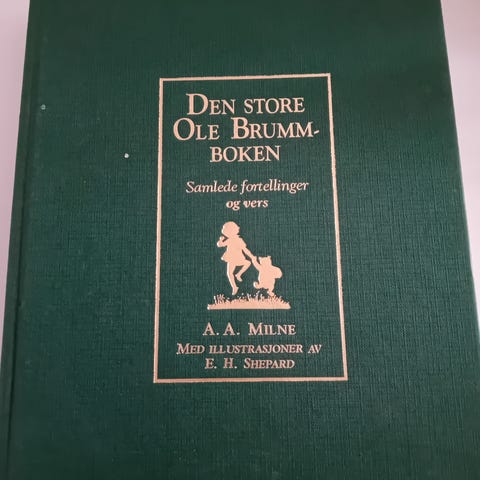 DEN STORE
OLE BRUMM-
BOKEN
Samlede fortellinger
og vers
A. A. MILNE
MED ILLUSTRASJONER AV
E. H. SHEPARD